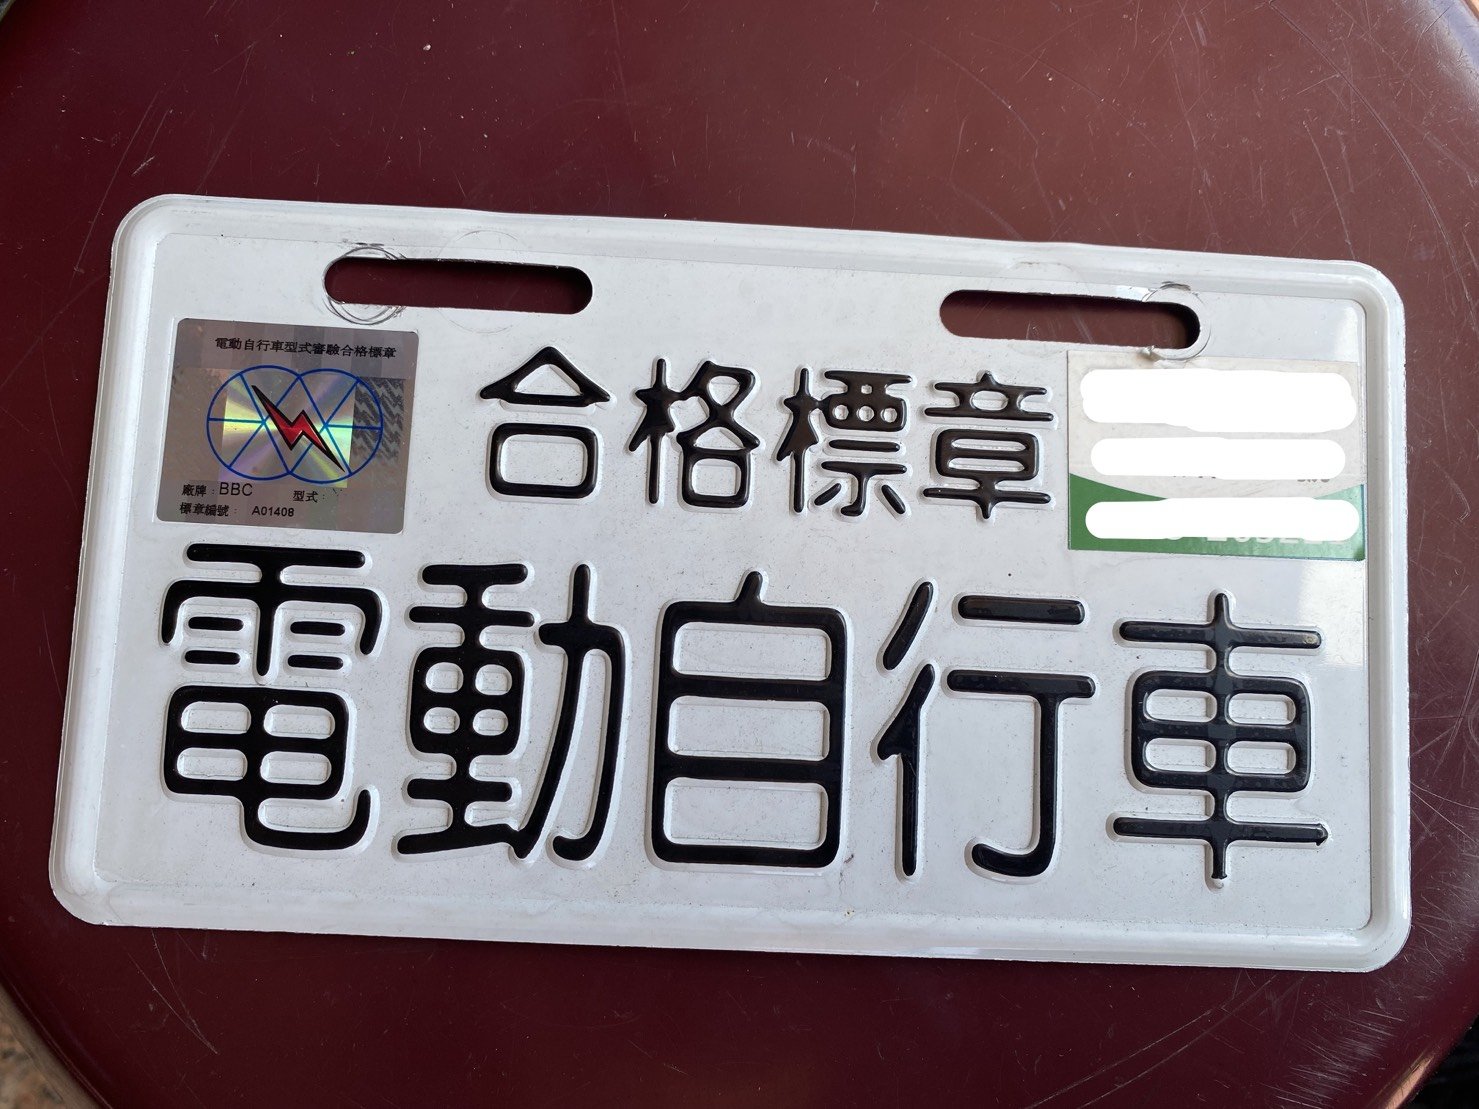 電動自行車型式審驗合格標章
廠牌：BBC 型式：
標章編號： A01408
合格標章
電動自行車